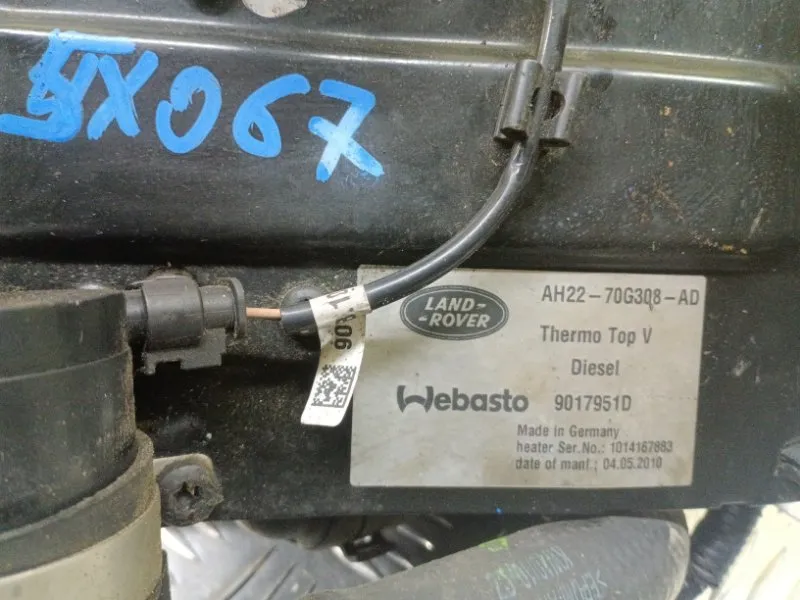 JX067
LAND-
-ROVER
AH22-70G308-AD
Thermo Top V
Diesel
Webasto 9017951D
Made in Germany
heater Ser.No.: 1014167883
date of manf.: 04.05.2010